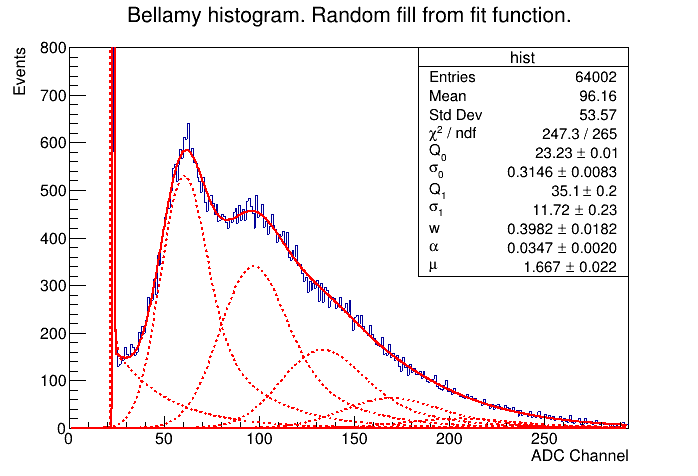 Bellamy histogram. Random fill from fit function.
Events
800
700
600
500
400
300
200
100
0
0 50 100 150 200 250
ADC Channel
hist
Entries 64002
Mean 96.16
Std Dev 53.57
χ² / ndf 247.3 / 265
Q₀ 23.23 ± 0.01
σ₀ 0.3146 ± 0.0083
Q₁ 35.1 ± 0.2
σ₁ 11.72 ± 0.23
w 0.3982 ± 0.0182
α 0.0347 ± 0.0020
μ 1.667 ± 0.022